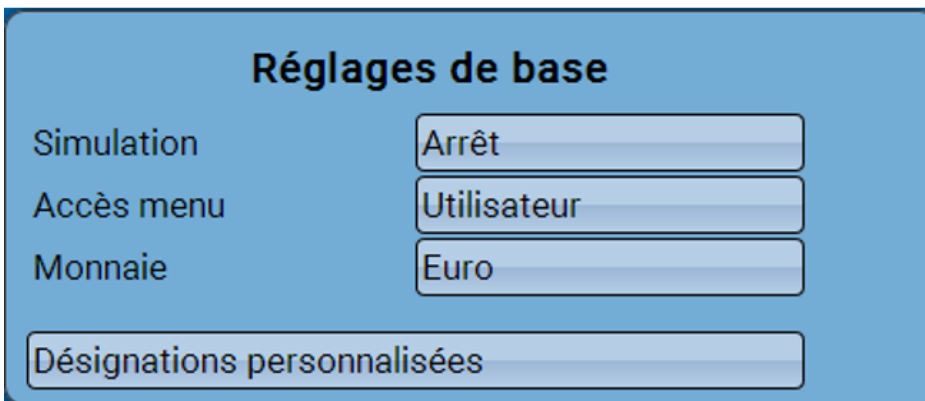 Réglages de base
Simulation Arrêt
Accès menu Utilisateur
Monnaie Euro
Désignations personnalisées